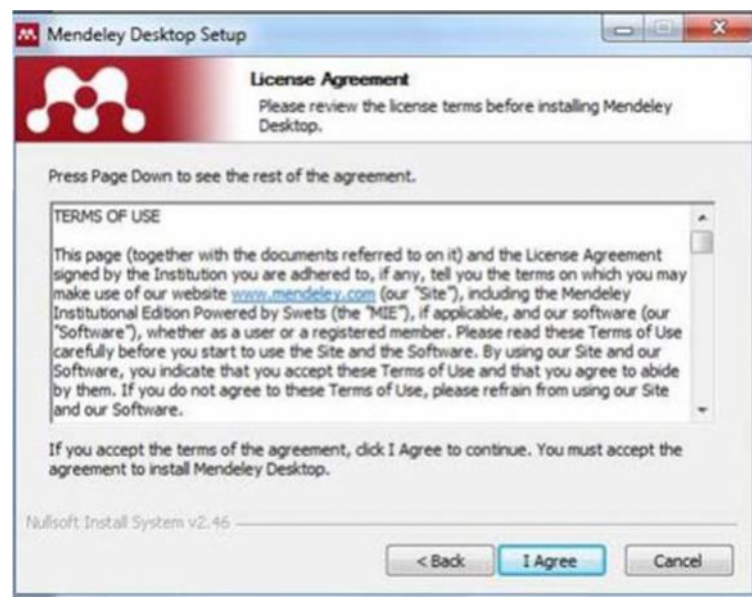 Mendeley Desktop Setup
License Agreement
Please review the license terms before installing Mendeley
Desktop.
Press Page Down to see the rest of the agreement.
TERMS OF USE
This page (together with the documents referred to on it) and the License Agreement
signed by the Institution you are adhered to, if any, tell you the terms on which you may
make use of our website www.mendeley.com (our "Site"), including the Mendeley
Institutional Edition Powered by Swets (the "MIE"), if applicable, and our software (our
"Software"), whether as a user or a registered member. Please read these Terms of Use
carefully before you start to use the Site and the Software. By using our Site and our
Software, you indicate that you accept these Terms of Use and that you agree to abide
by them. If you do not agree to these Terms of Use, please refrain from using our Site
and our Software.
If you accept the terms of the agreement, click I Agree to continue. You must accept the
agreement to install Mendeley Desktop.
Nullsoft Install System v2.46
< Back I Agree Cancel